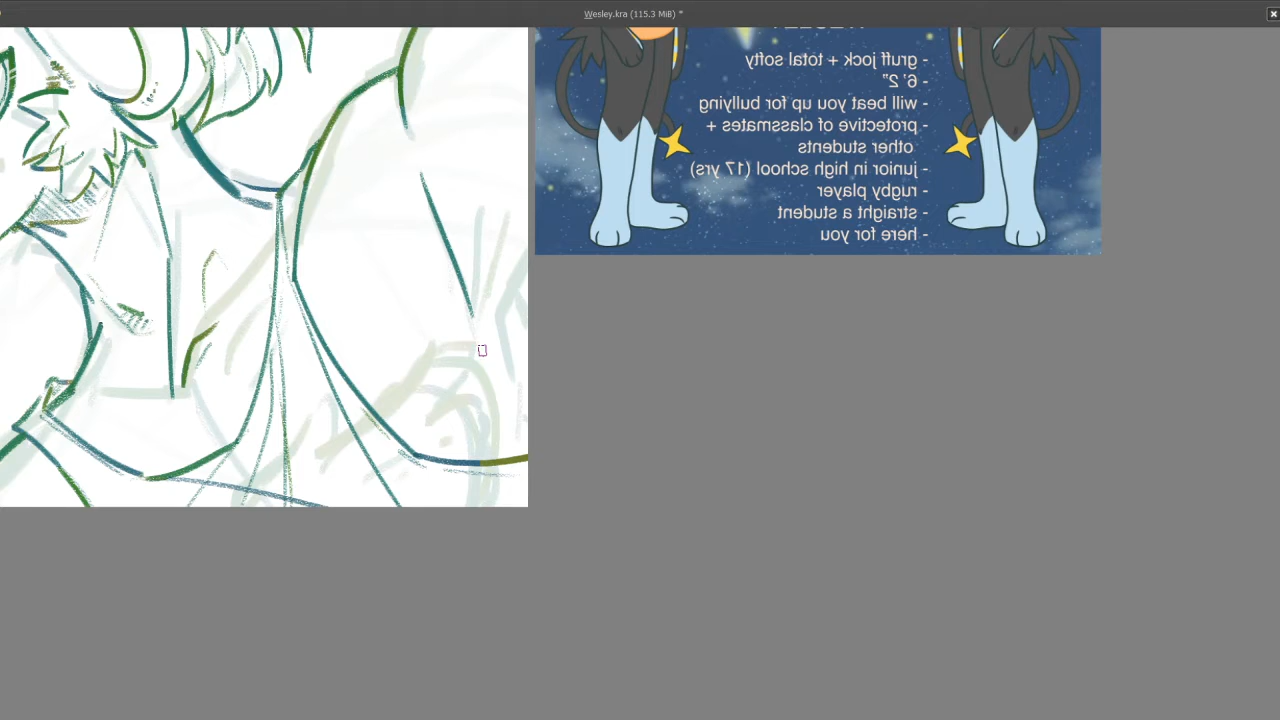 Wesley.kra (115.3 MiB) *
- gruff jock + total softy
- 6' 2"
- will beat you up for bullying
- protective of classmates +
other students
- junior in high school (17 yrs)
- rugby player
- straight a student
- here for you